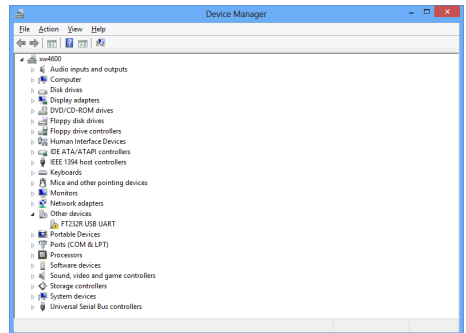 Device Manager
File Action View Help
xw4600
Audio inputs and outputs
Computer
Disk drives
Display adapters
DVD/CD-ROM drives
Floppy disk drives
Floppy drive controllers
Human Interface Devices
IDE ATA/ATAPI controllers
IEEE 1394 host controllers
Keyboards
Mice and other pointing devices
Monitors
Network adapters
Other devices
FT232R USB UART
Portable Devices
Ports (COM & LPT)
Processors
Software devices
Sound, video and game controllers
Storage controllers
System devices
Universal Serial Bus controllers